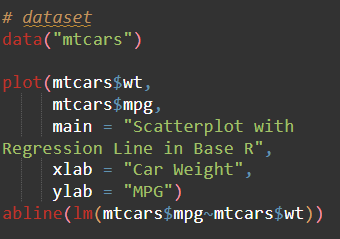 # dataset
data("mtcars")

plot(mtcars$wt,
     mtcars$mpg,
     main = "Scatterplot with
Regression Line in Base R",
     xlab = "Car Weight",
     ylab = "MPG")
abline(lm(mtcars$mpg~mtcars$wt))